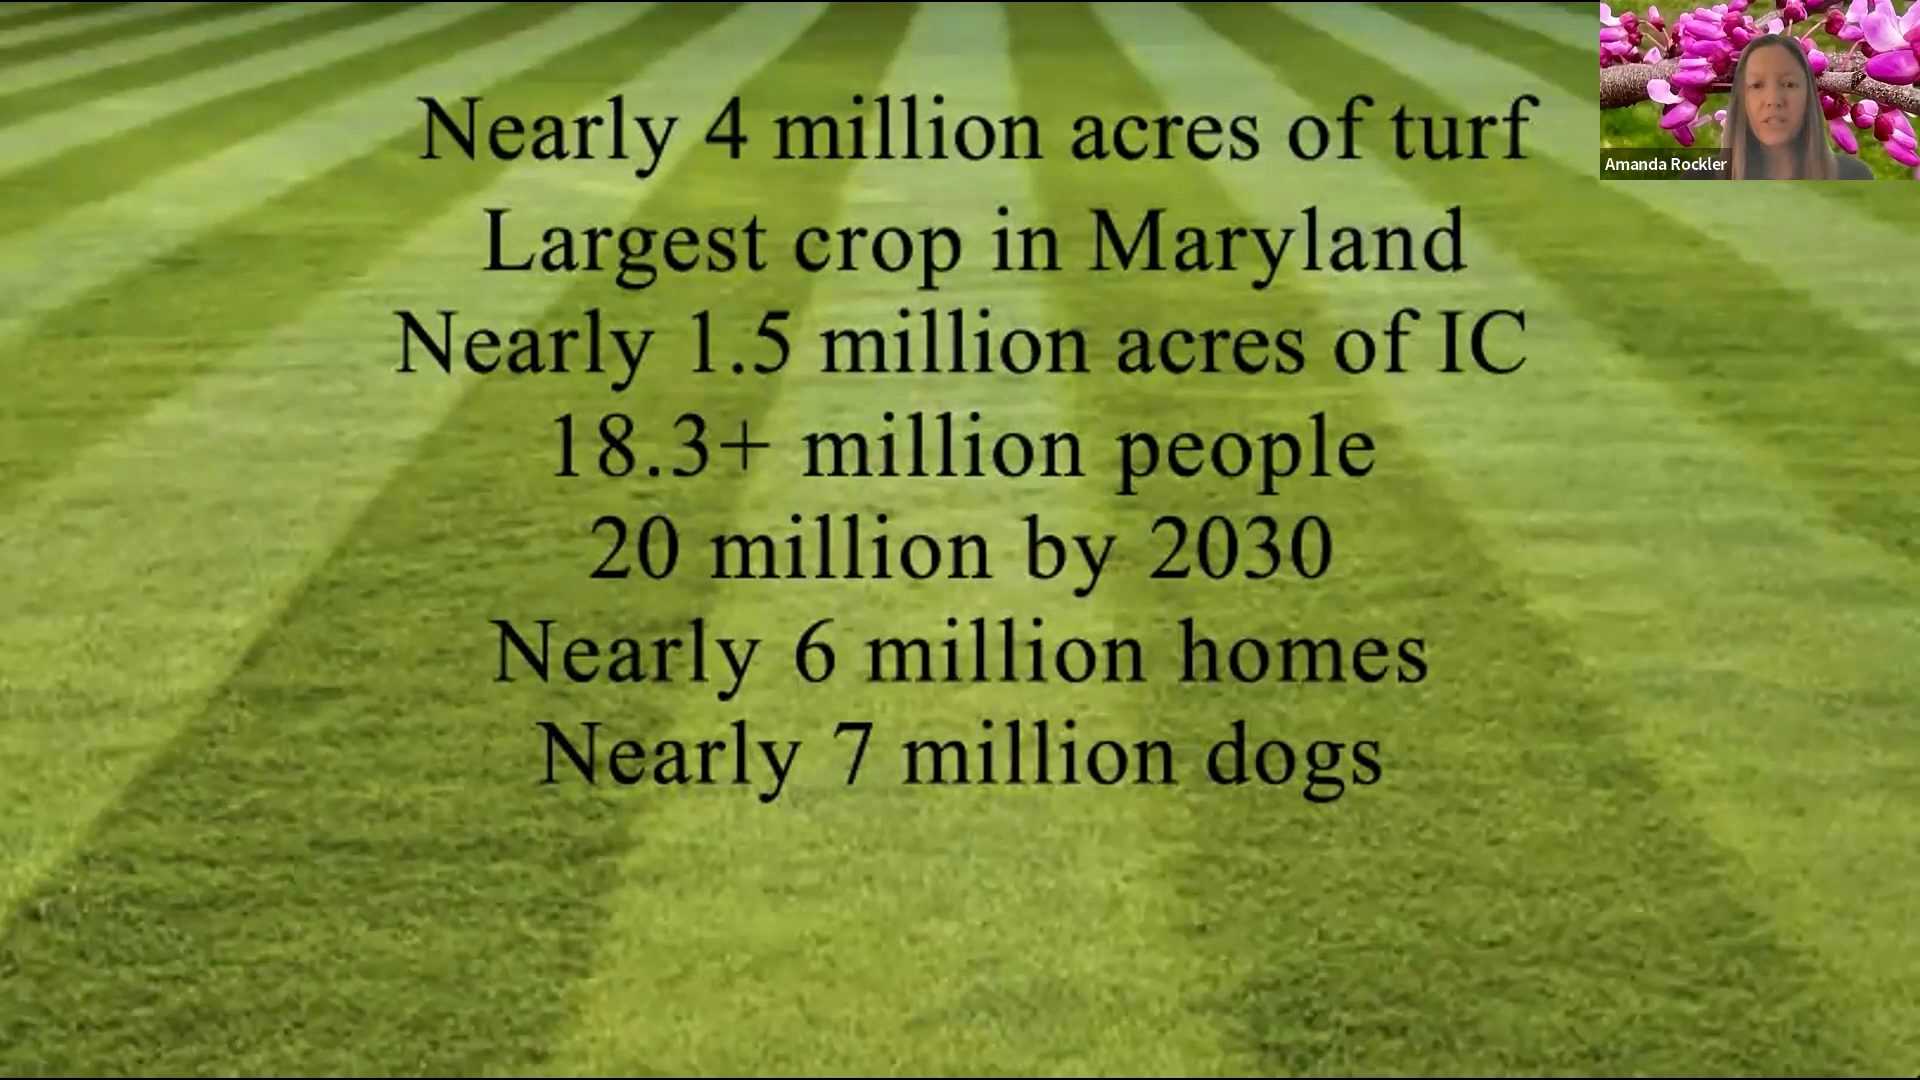 Nearly 4 million acres of turf
Largest crop in Maryland
Nearly 1.5 million acres of IC
18.3+ million people
20 million by 2030
Nearly 6 million homes
Nearly 7 million dogs
Amanda Rockler